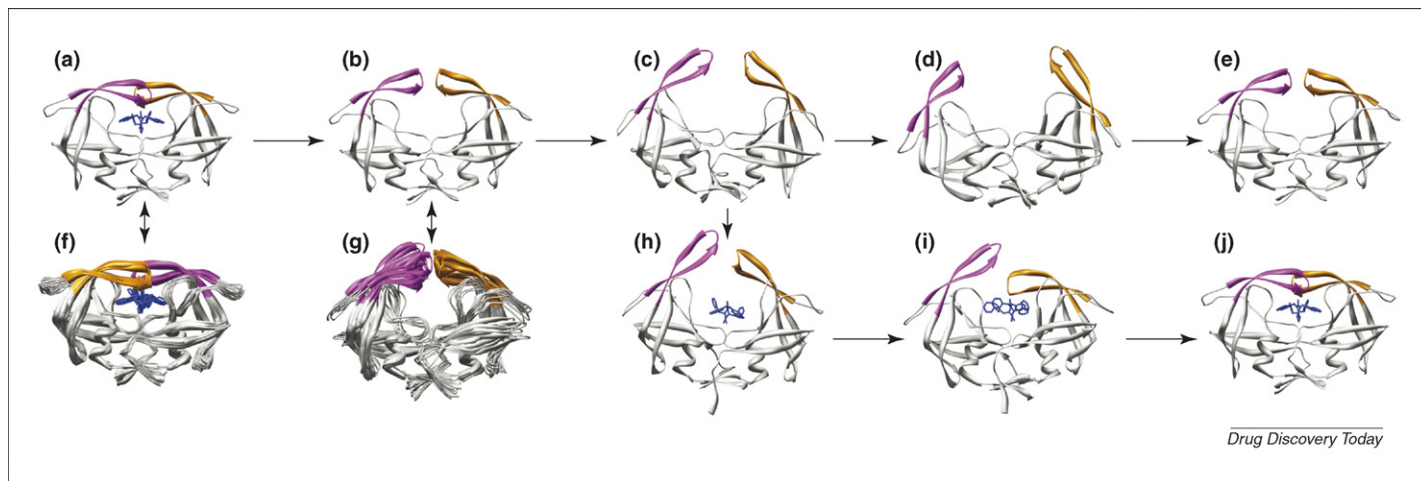 (a)
(b)
(c)
(d)
(e)
(f)
(g)
(h)
(i)
(j)
Drug Discovery Today